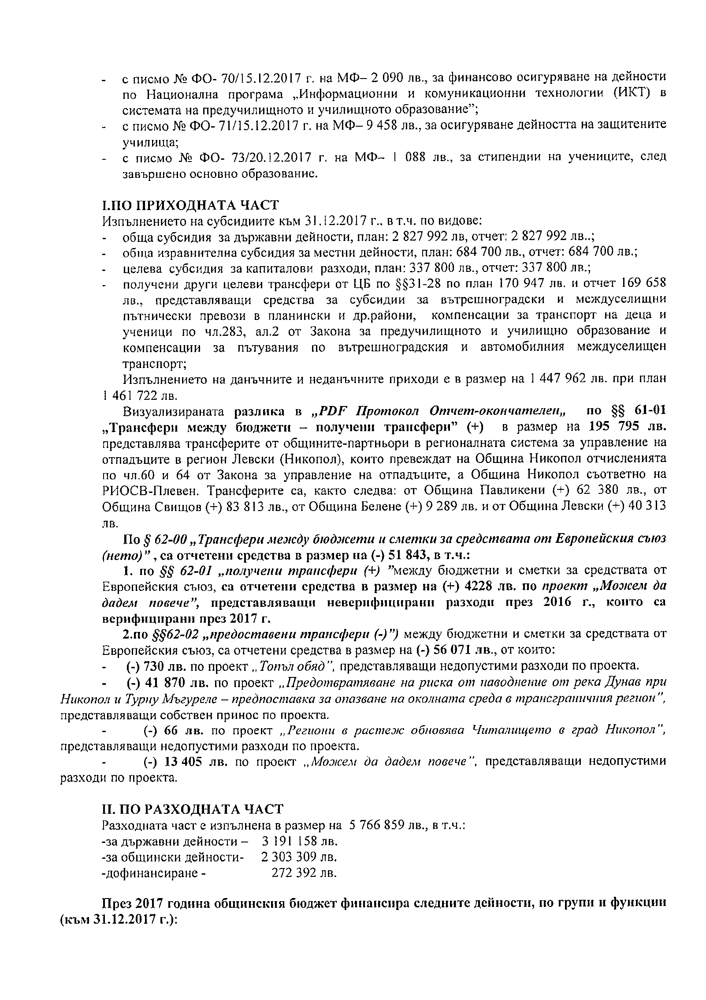 - с писмо № ФО- 70/15.12.2017 г. на МФ– 2 090 лв., за финансово осигуряване на дейности
по Национална програма „Информационни и комуникационни технологии (ИКТ) в
системата на предучилищното и училищното образование”;
- с писмо № ФО- 71/15.12.2017 г. на МФ– 9 458 лв., за осигуряване дейността на защитените
училища;
- с писмо № ФО- 73/20.12.2017 г. на МФ– 1 088 лв., за стипендии на учениците, след
завършено основно образование.
I.ПО ПРИХОДНАТА ЧАСТ
Изпълнението на субсидиите към 31.12.2017 г., в т.ч. по видове:
- обща субсидия за държавни дейности, план: 2 827 992 лв, отчет: 2 827 992 лв..;
- обща изравнителна субсидия за местни дейности, план: 684 700 лв., отчет: 684 700 лв.;
- целева субсидия за капиталови разходи, план: 337 800 лв., отчет: 337 800 лв.;
- получени други целеви трансфери от ЦБ по §§31-28 по план 170 947 лв. и отчет 169 658
лв., представляващи средства за субсидии за вътрешноградски и междуселищни
пътнически превози в планински и др.райони, компенсации за транспорт на деца и
ученици по чл.283, ал.2 от Закона за предучилищното и училищно образование и
компенсации за пътувания по вътрешноградския и автомобилния междуселищен
транспорт;
Изпълнението на данъчните и неданъчните приходи е в размер на 1 447 962 лв. при план
1 461 722 лв.
Визуализираната разлика в „PDF Протокол Отчет-окончателен„ по §§ 61-01
„Трансфери между бюджети – получени трансфери” (+) в размер на 195 795 лв.
представлява трансферите от общините-партньори в регионалната система за управление на
отпадъците в регион Левски (Никопол), които превеждат на Община Никопол отчисленията
по чл.60 и 64 от Закона за управление на отпадъците, а Община Никопол съответно на
РИОСВ-Плевен. Трансферите са, както следва: от Община Павликени (+) 62 380 лв., от
Община Свищов (+) 83 813 лв., от Община Белене (+) 9 289 лв. и от Община Левски (+) 40 313
лв.
По § 62-00 „Трансфери между бюджети и сметки за средствата от Европейския съюз
(нето)” , са отчетени средства в размер на (-) 51 843, в т.ч.:
1. по §§ 62-01 „получени трансфери (+) ”между бюджетни и сметки за средствата от
Европейския съюз, са отчетени средства в размер на (+) 4228 лв. по проект „Можем да
дадем повече”, представляващи неверифицирани разходи през 2016 г., които са
верифицирани през 2017 г.
2.по §§62-02 „предоставени трансфери (-)”) между бюджетни и сметки за средствата от
Европейския съюз, са отчетени средства в размер на (-) 56 071 лв., от които:
- (-) 730 лв. по проект „Топъл обяд”, представляващи недопустими разходи по проекта.
- (-) 41 870 лв. по проект „Предотвратяване на риска от наводнение от река Дунав при
Никопол и Турну Мъгуреле – предпоставка за опазване на околната среда в трансграничния регион”,
представляващи собствен принос по проекта.
- (-) 66 лв. по проект „Региони в растеж обновява Читалището в град Никопол”,
представляващи недопустими разходи по проекта.
- (-) 13 405 лв. по проект „Можем да дадем повече”, представляващи недопустими
разходи по проекта.
II. ПО РАЗХОДНАТА ЧАСТ
Разходната част е изпълнена в размер на 5 766 859 лв., в т.ч.:
-за държавни дейности – 3 191 158 лв.
-за общински дейности- 2 303 309 лв.
-дофинансиране - 272 392 лв.
През 2017 година общинския бюджет финансира следните дейности, по групи и функции
(към 31.12.2017 г.):